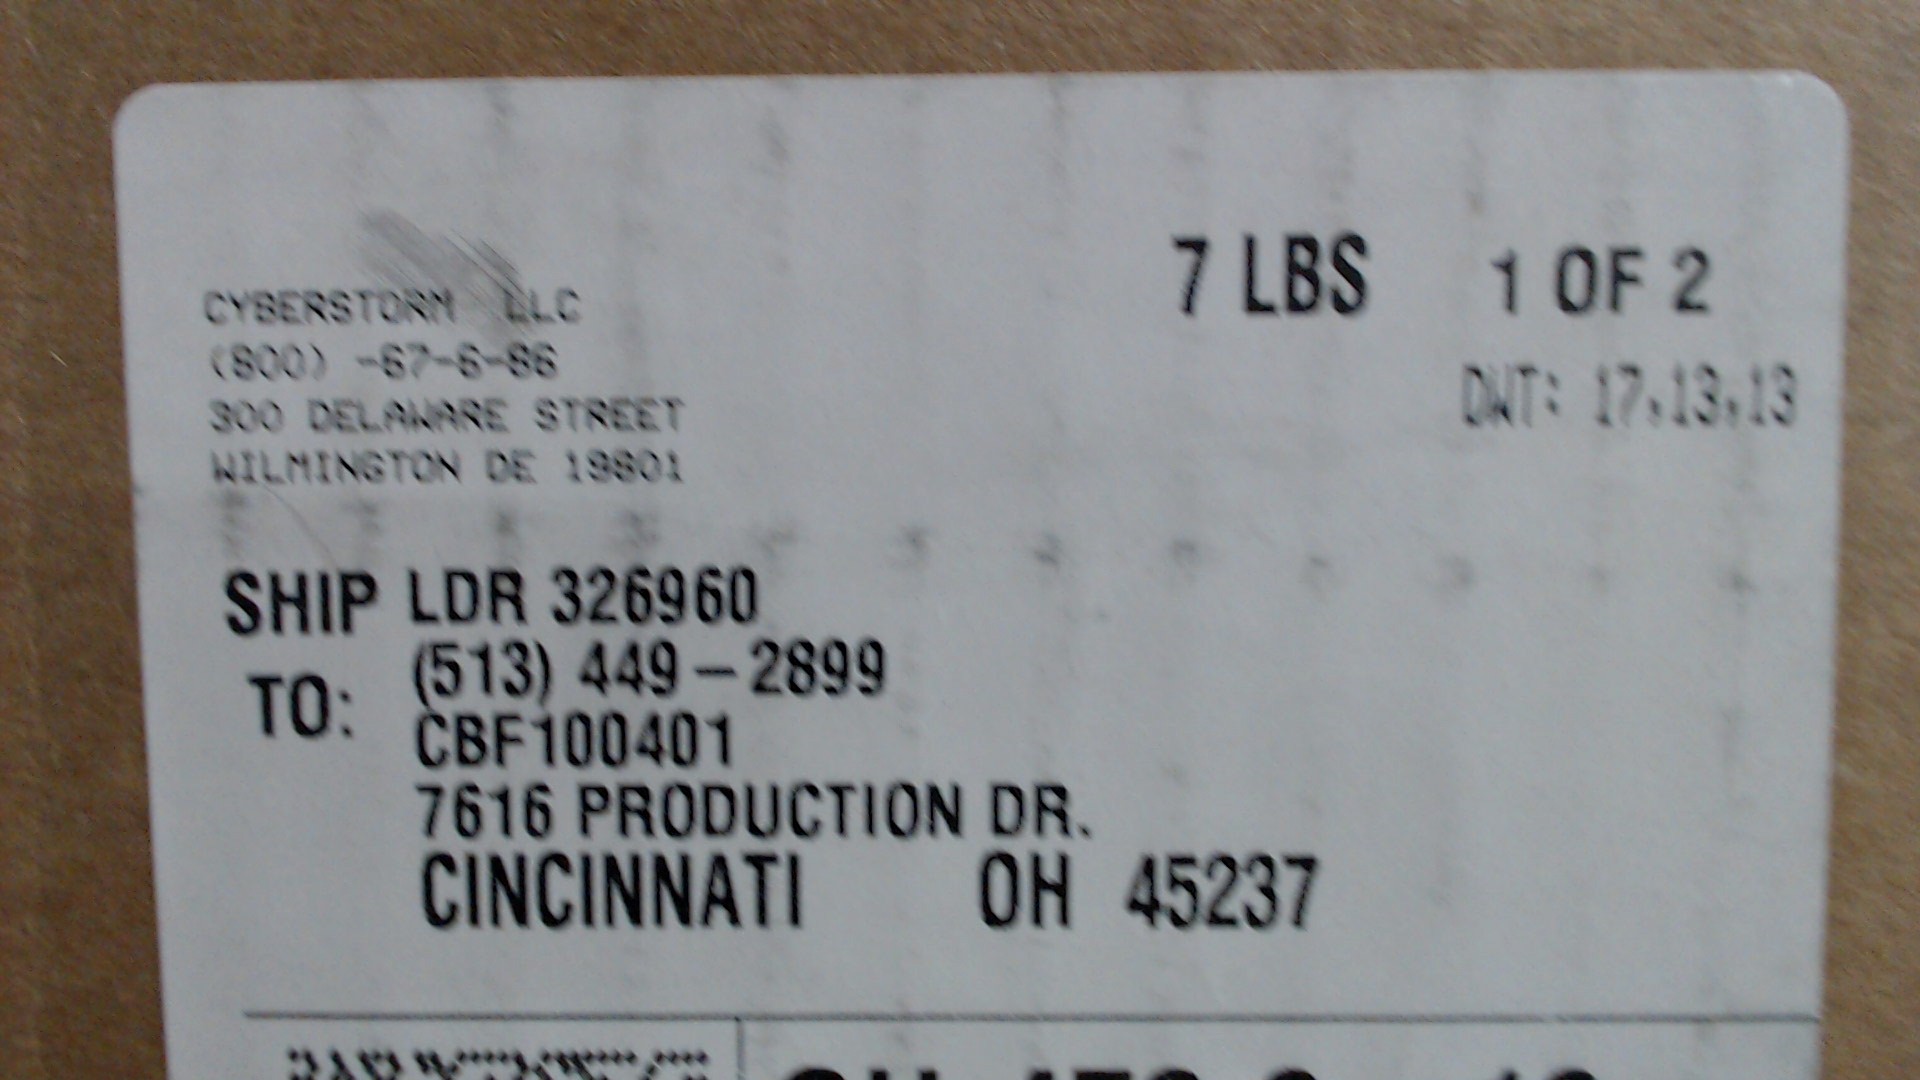 CYBERSTORM LLC
(800) -67-6-86
300 DELAWARE STREET
WILMINGTON DE 19801
7 LBS 1 OF 2
DWT: 17,13,13
SHIP TO:
LDR 326960
(513) 449-2899
CBF100401
7616 PRODUCTION DR.
CINCINNATI OH 45237